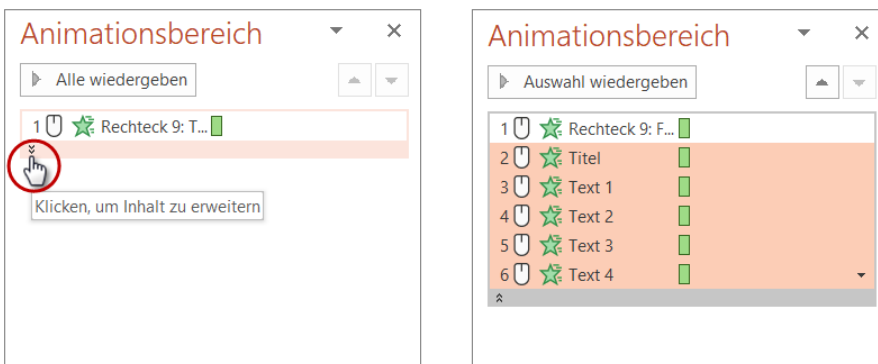 Animationsbereich
Alle wiedergeben
1 Rechteck 9: T...
Klicken, um Inhalt zu erweitern
Animationsbereich
Auswahl wiedergeben
1 Rechteck 9: F...
2 Titel
3 Text 1
4 Text 2
5 Text 3
6 Text 4